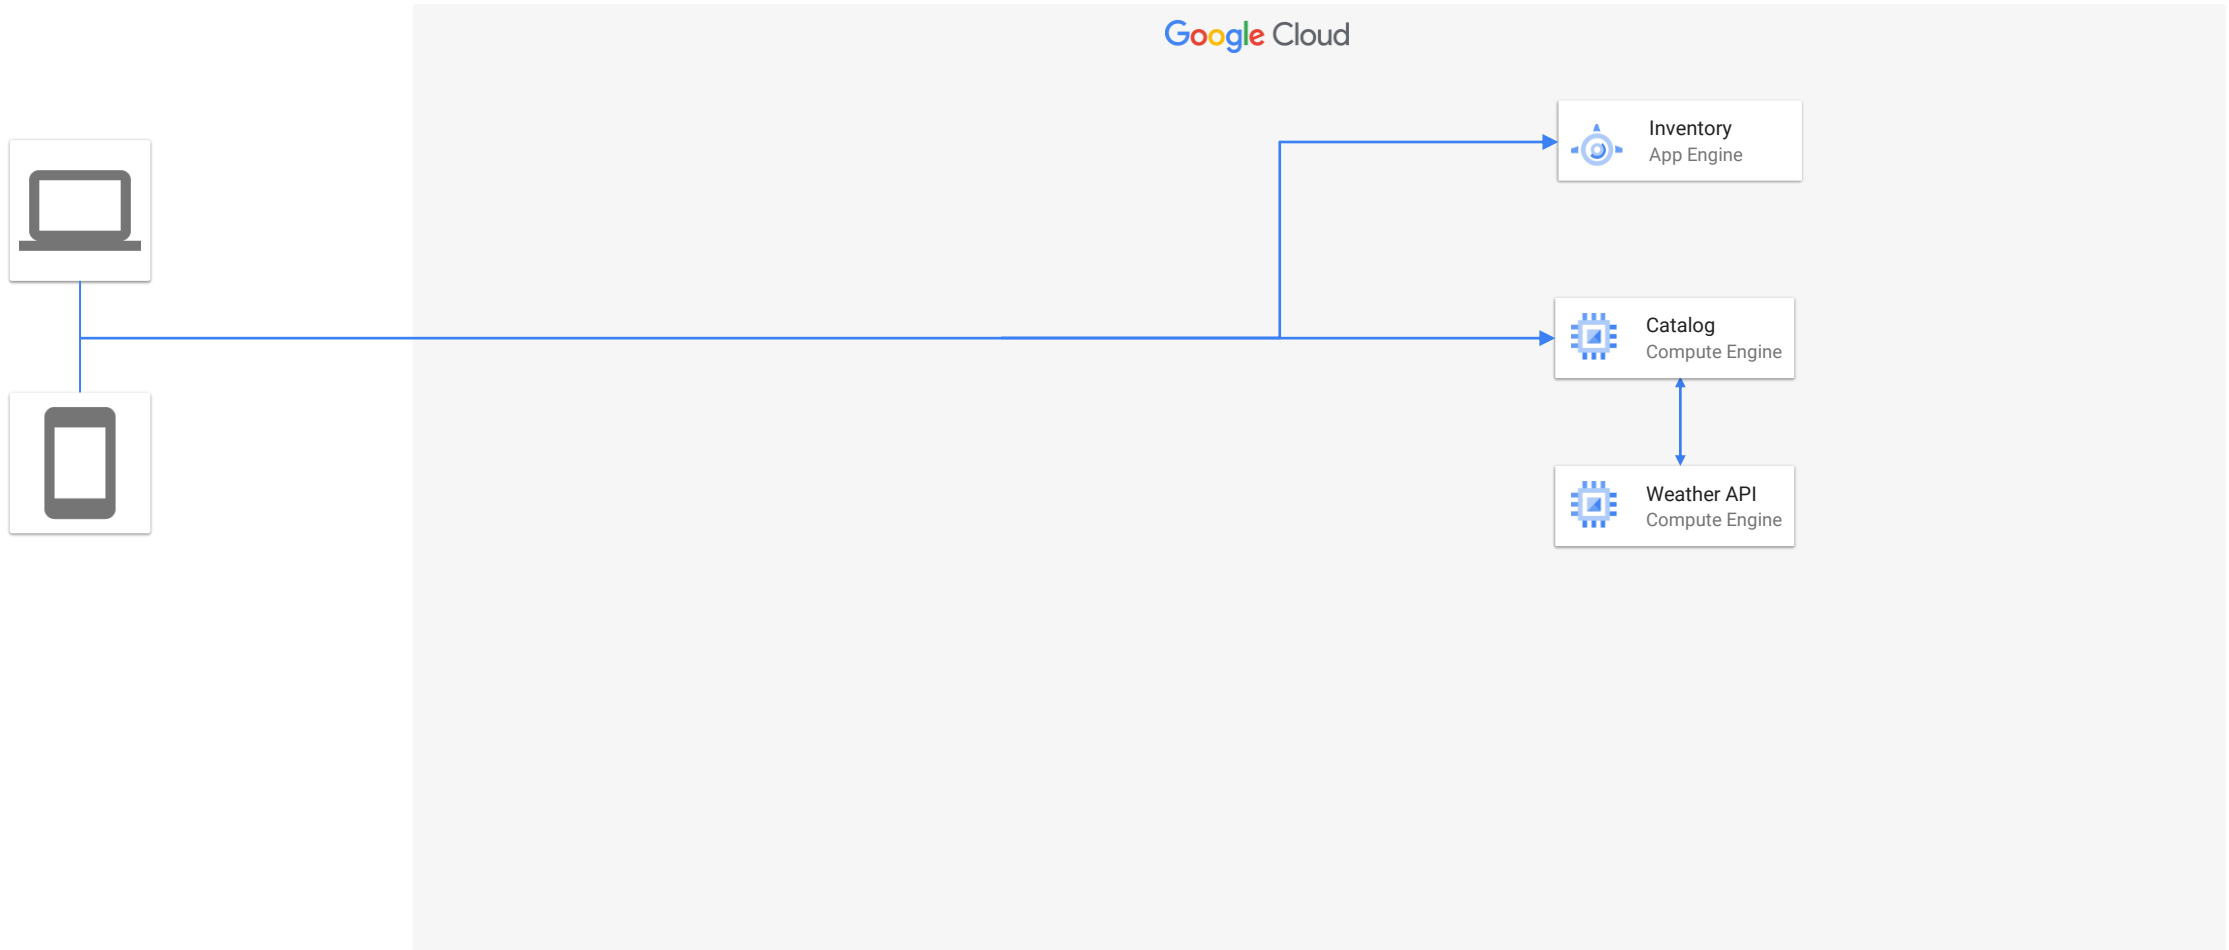 Google Cloud
Inventory
App Engine
Catalog
Compute Engine
Weather API
Compute Engine